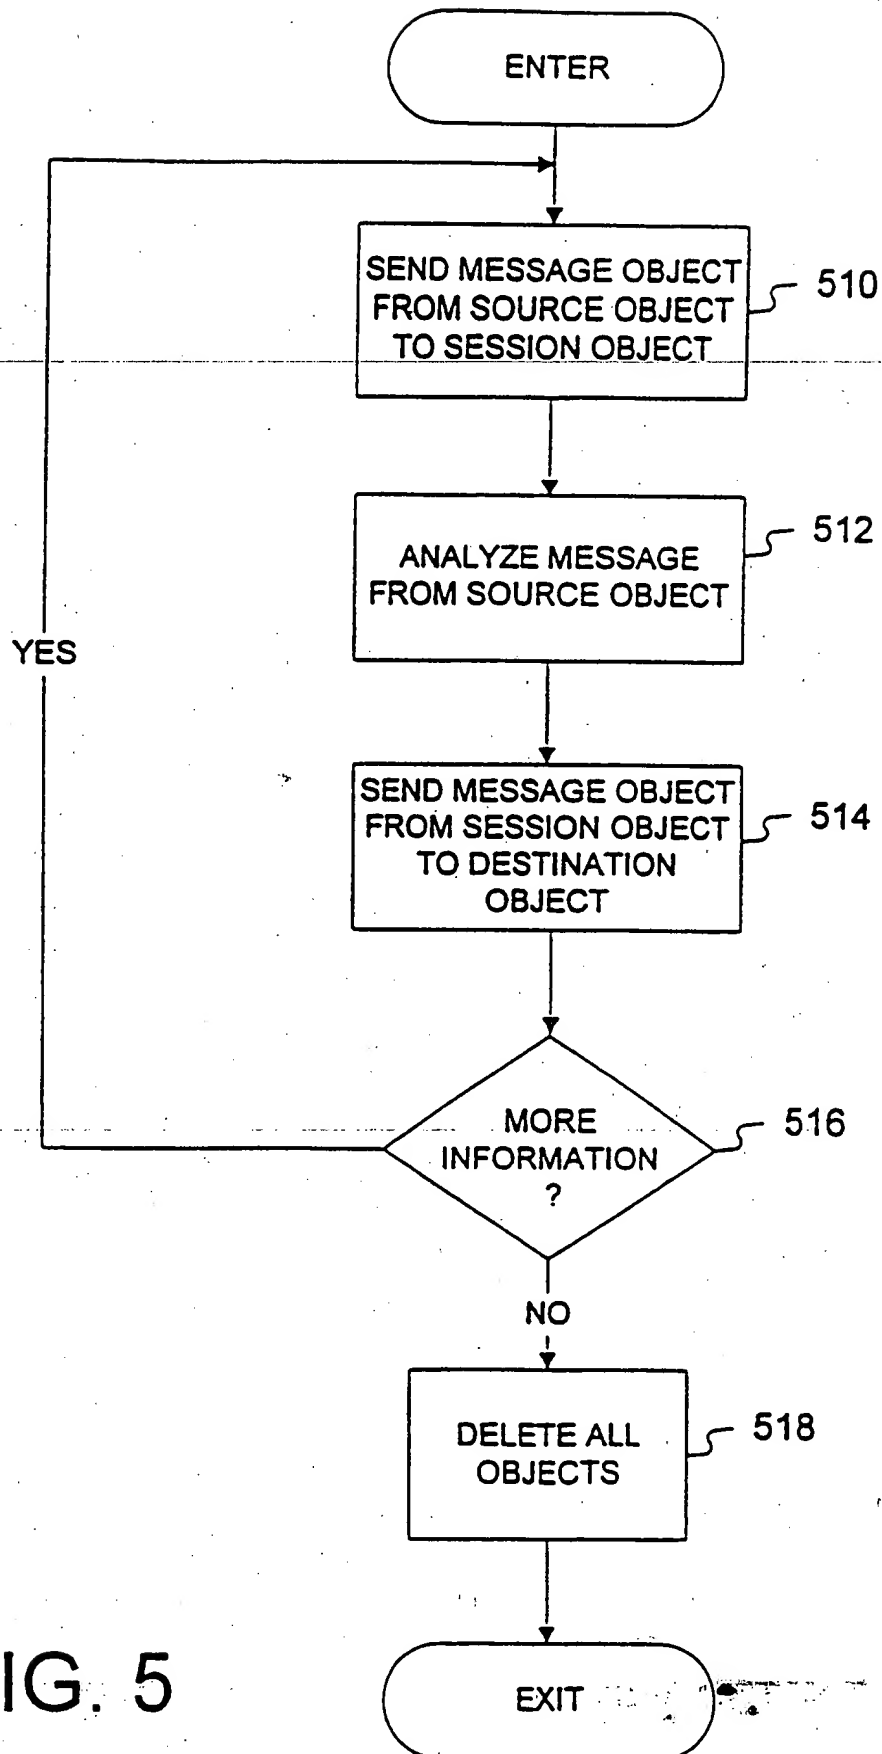 ENTER
SEND MESSAGE OBJECT
FROM SOURCE OBJECT
TO SESSION OBJECT
510
ANALYZE MESSAGE
FROM SOURCE OBJECT
512
YES
SEND MESSAGE OBJECT
FROM SESSION OBJECT
TO DESTINATION
OBJECT
514
MORE
INFORMATION
?
516
NO
DELETE ALL
OBJECTS
518
EXIT
IG. 5